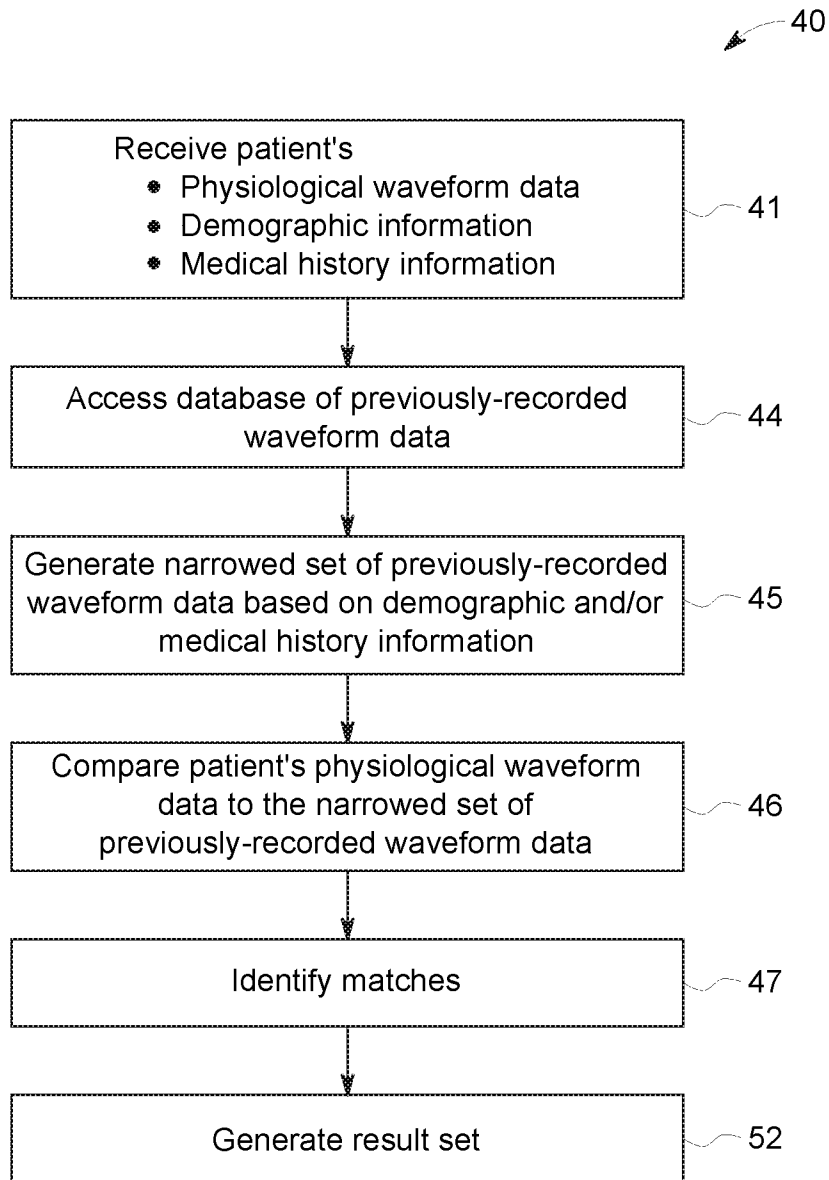 40
Receive patient's
• Physiological waveform data
• Demographic information
• Medical history information
41
Access database of previously-recorded
waveform data
44
Generate narrowed set of previously-recorded
waveform data based on demographic and/or
medical history information
45
Compare patient's physiological waveform
data to the narrowed set of
previously-recorded waveform data
46
Identify matches
47
Generate result set
52